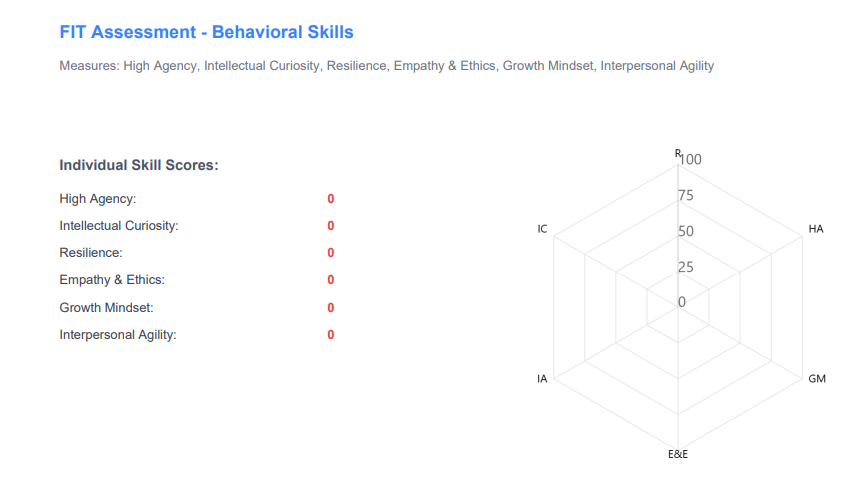 FIT Assessment - Behavioral Skills
Measures: High Agency, Intellectual Curiosity, Resilience, Empathy & Ethics, Growth Mindset, Interpersonal Agility
Individual Skill Scores:
High Agency: 0
Intellectual Curiosity: 0
Resilience: 0
Empathy & Ethics: 0
Growth Mindset: 0
Interpersonal Agility: 0
R
100
75
IC
50
HA
25
0
IA
GM
E&E